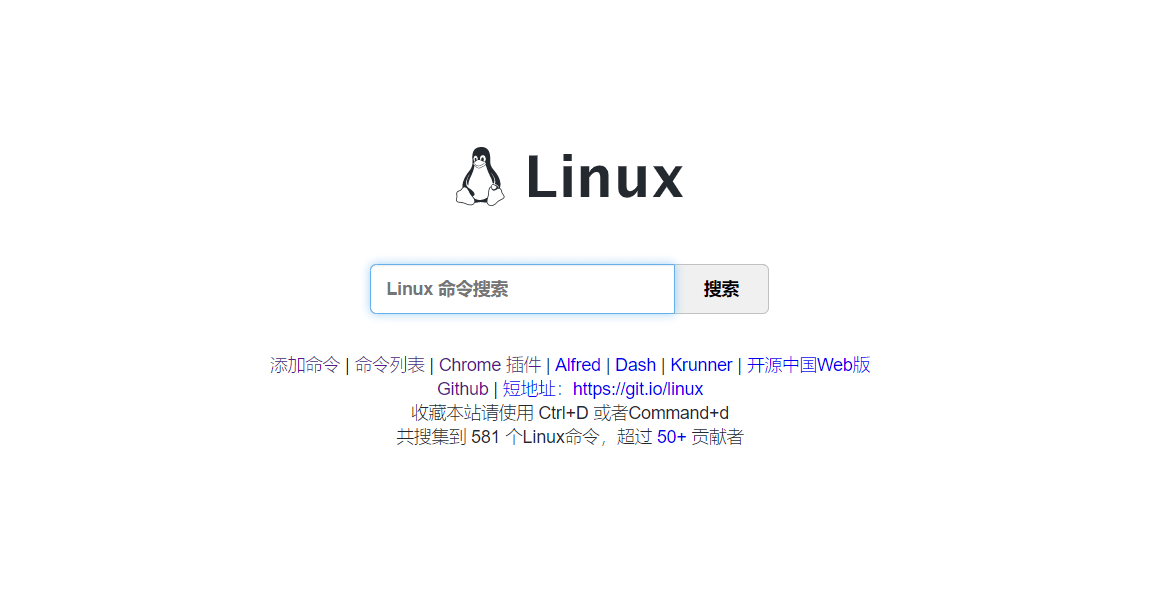 Linux
Linux 命令搜索 搜索
添加命令 | 命令列表 | Chrome 插件 | Alfred | Dash | Krunner | 开源中国Web版
Github | 短地址：https://git.io/linux
收藏本站请使用 Ctrl+D 或者Command+d
共搜集到 581 个Linux命令，超过 50+ 贡献者